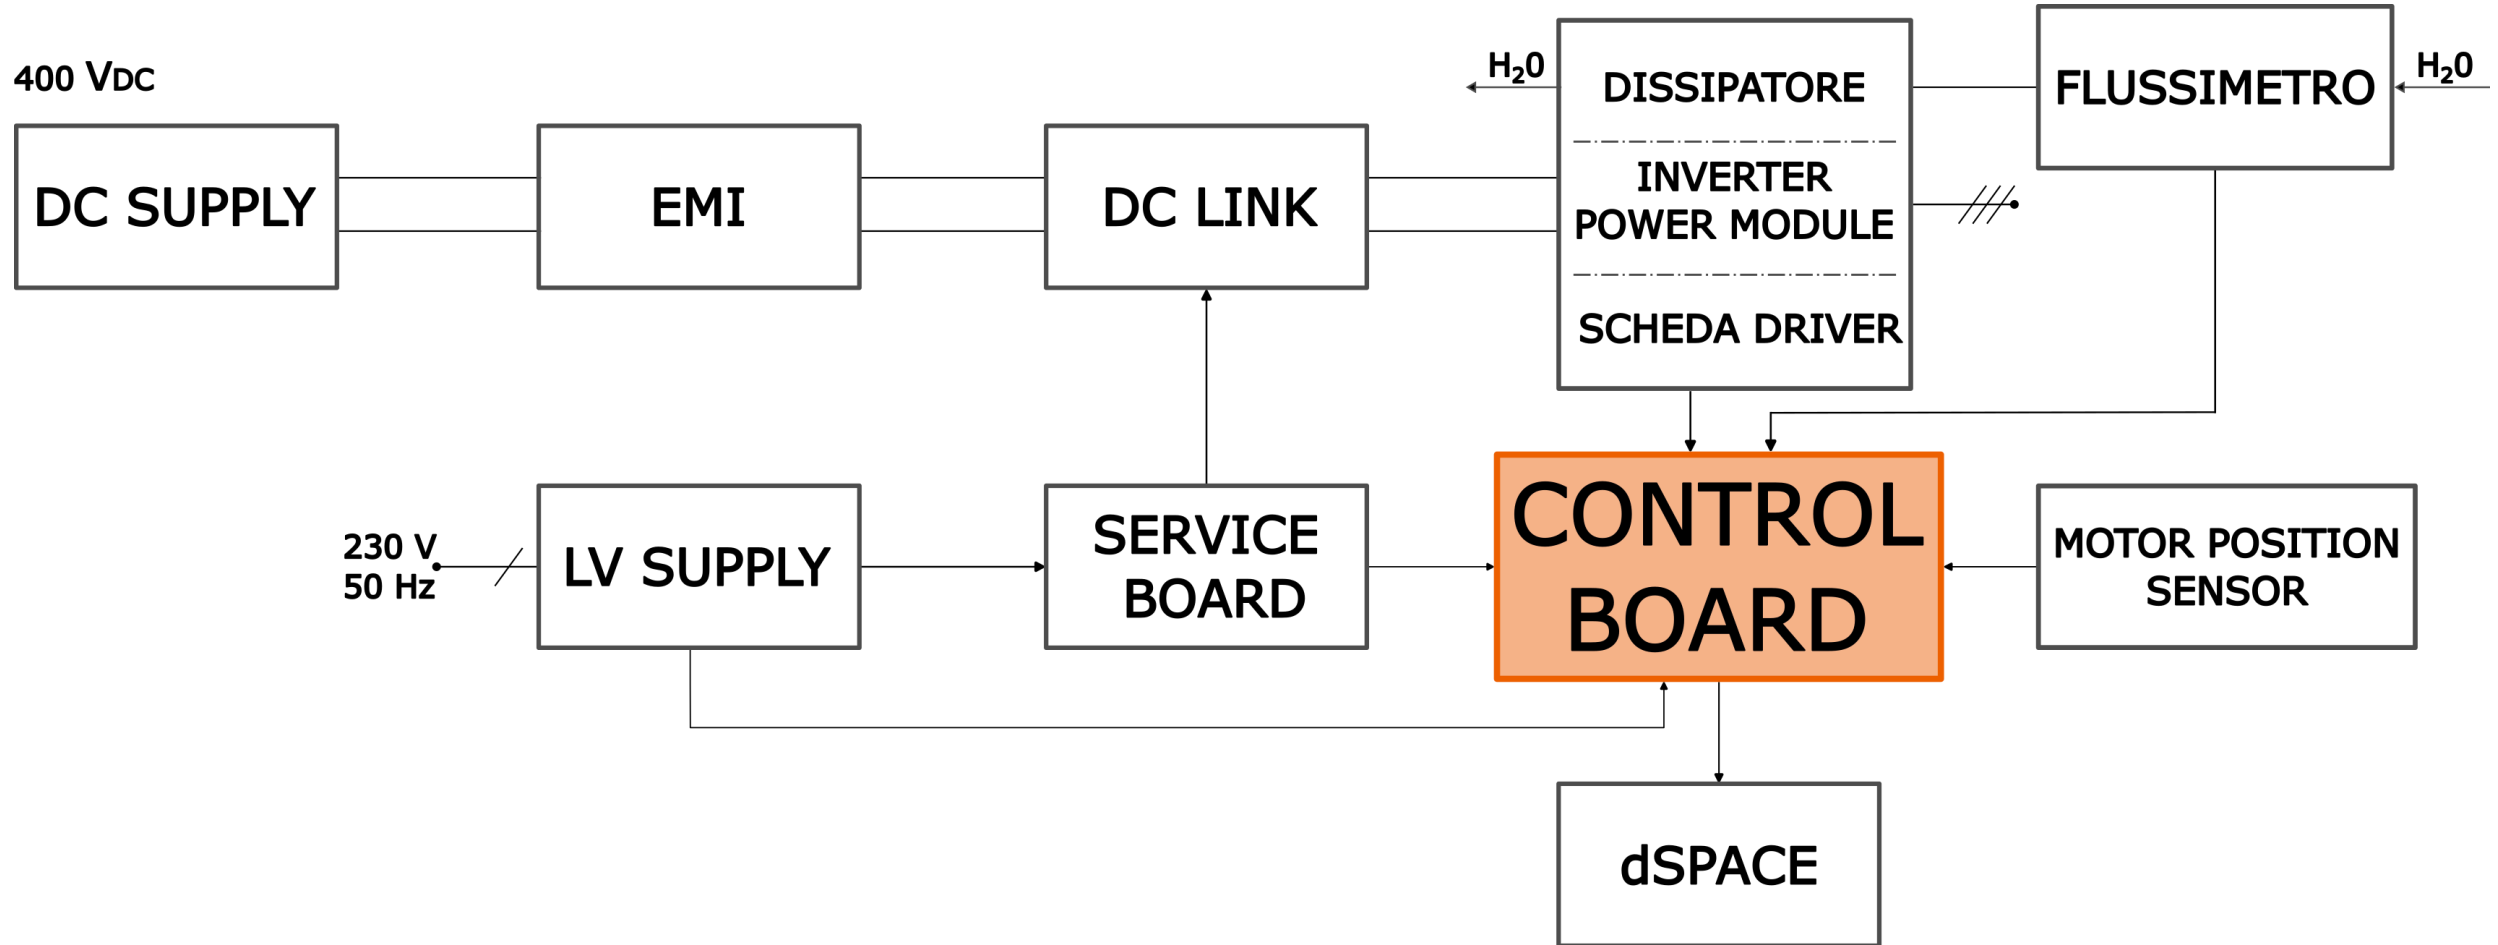 400 VDC
DC SUPPLY
EMI
DC LINK
H20
DISSIPATORE
INVERTER
POWER MODULE
SCHEDA DRIVER
FLUSSIMETRO
H20
230 V
50 Hz
LV SUPPLY
SERVICE
BOARD
CONTROL
BOARD
MOTOR POSITION
SENSOR
dSPACE